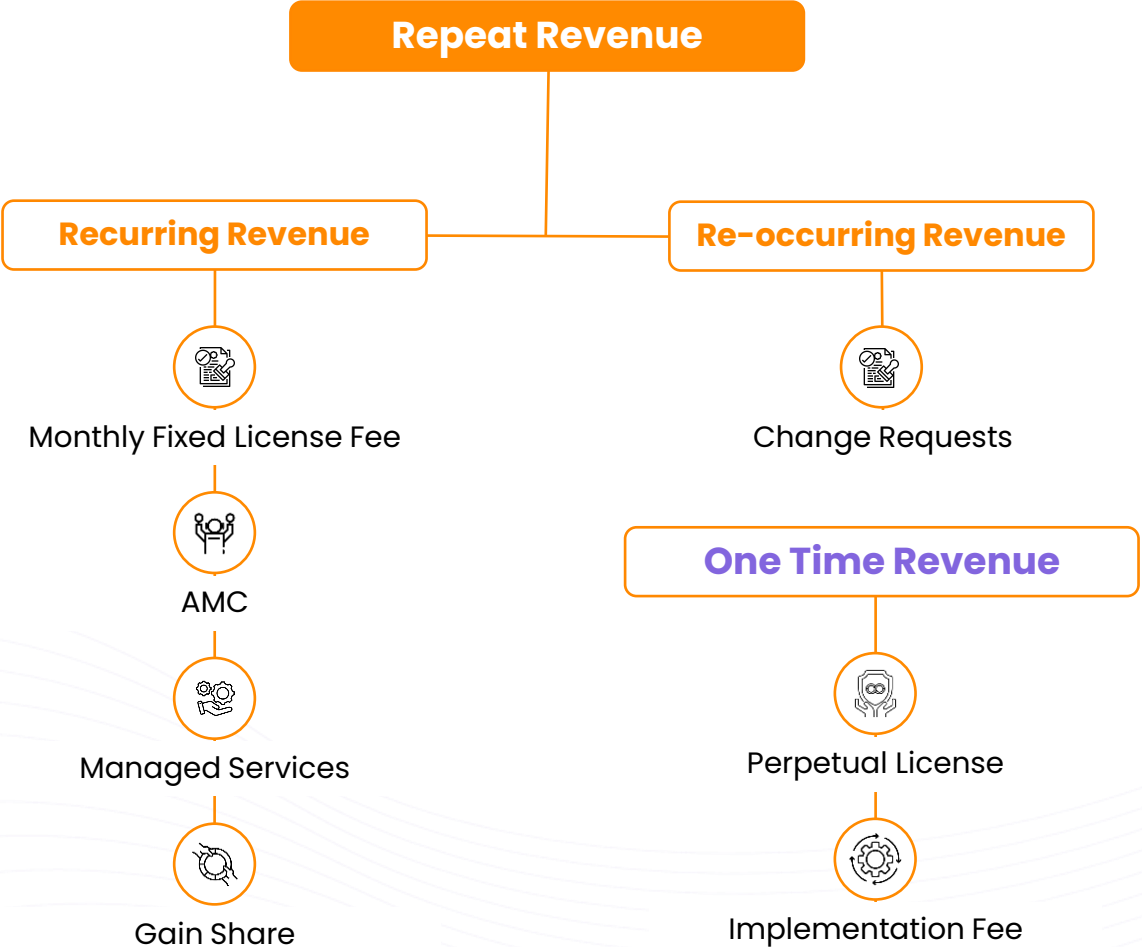 Repeat Revenue
Recurring Revenue
Re-occurring Revenue
Monthly Fixed License Fee
Change Requests
AMC
One Time Revenue
Managed Services
Perpetual License
Gain Share
Implementation Fee